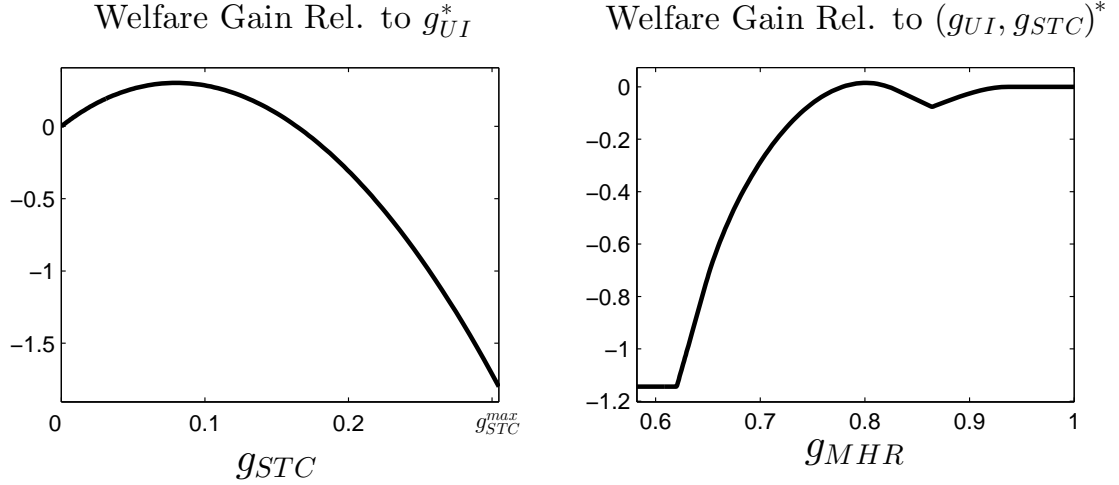 Welfare Gain Rel. to g*UI
0
−0.5
−1
−1.5
0 0.1 0.2 gSTC^max
gSTC
Welfare Gain Rel. to (gUI, gSTC)*
0
−0.2
−0.4
−0.6
−0.8
−1
−1.2
0.6 0.7 0.8 0.9 1
gMHR